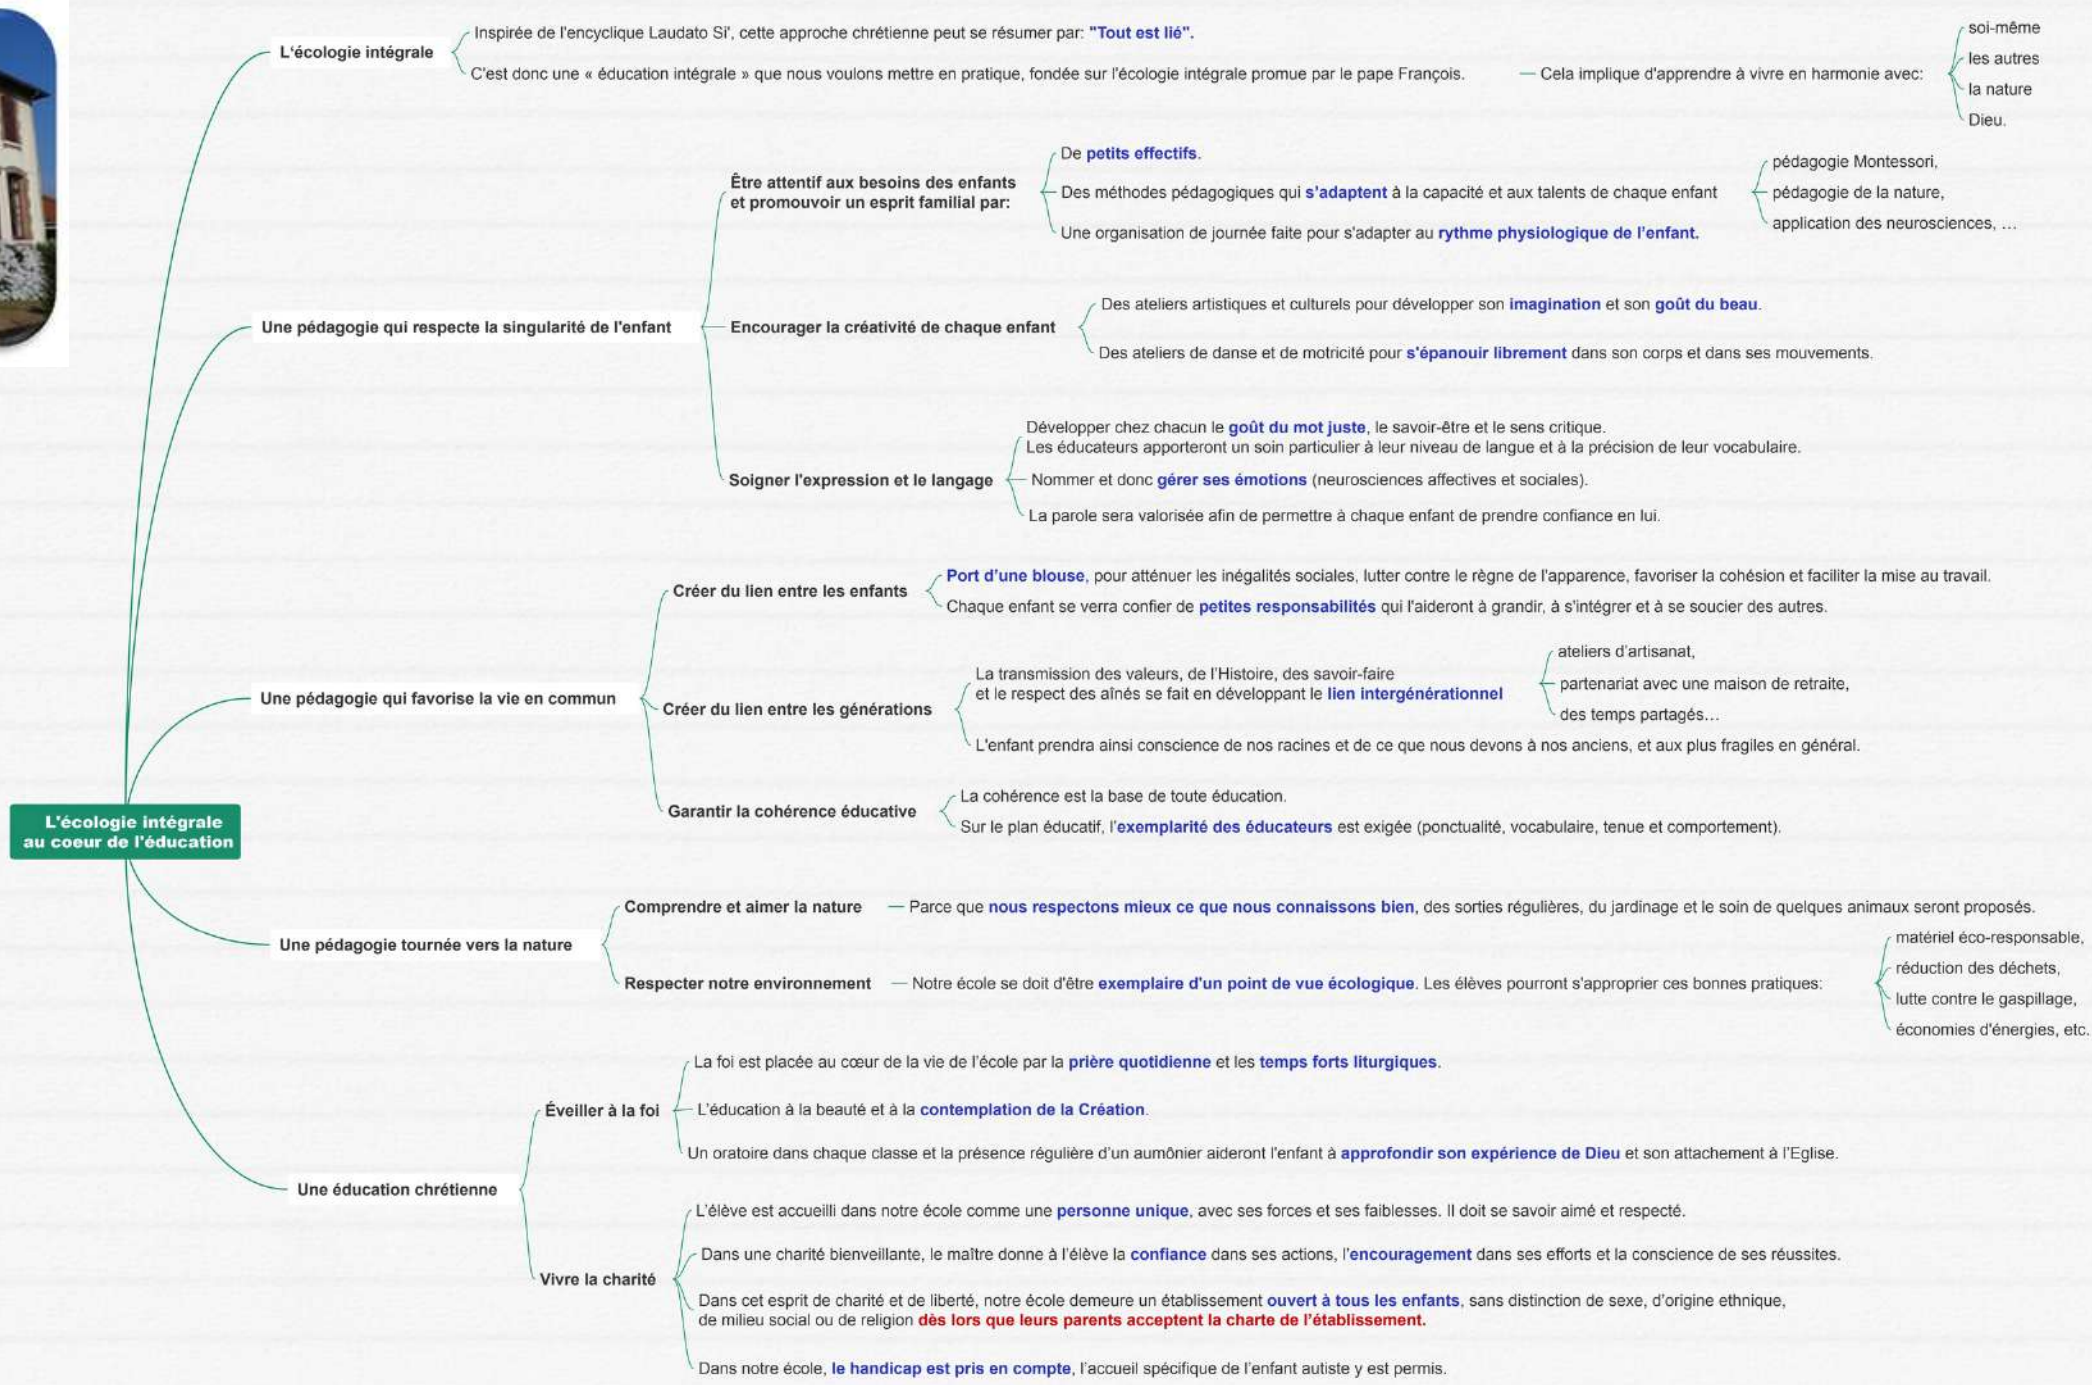 L'écologie intégrale
Inspirée de l'encyclique Laudato Si', cette approche chrétienne peut se résumer par: "Tout est lié".
C'est donc une « éducation intégrale » que nous voulons mettre en pratique, fondée sur l'écologie intégrale promue par le pape François.
Cela implique d'apprendre à vivre en harmonie avec:
soi-même
les autres
la nature
Dieu.
Une pédagogie qui respecte la singularité de l'enfant
Être attentif aux besoins des enfants
et promouvoir un esprit familial par:
De petits effectifs.
Des méthodes pédagogiques qui s'adaptent à la capacité et aux talents de chaque enfant
pédagogie Montessori,
pédagogie de la nature,
application des neurosciences, …
Une organisation de journée faite pour s'adapter au rythme physiologique de l'enfant.
Encourager la créativité de chaque enfant
Des ateliers artistiques et culturels pour développer son imagination et son goût du beau.
Des ateliers de danse et de motricité pour s'épanouir librement dans son corps et dans ses mouvements.
Soigner l'expression et le langage
Développer chez chacun le goût du mot juste, le savoir-être et le sens critique.
Les éducateurs apporteront un soin particulier à leur niveau de langue et à la précision de leur vocabulaire.
Nommer et donc gérer ses émotions (neurosciences affectives et sociales).
La parole sera valorisée afin de permettre à chaque enfant de prendre confiance en lui.
Une pédagogie qui favorise la vie en commun
Créer du lien entre les enfants
Port d'une blouse, pour atténuer les inégalités sociales, lutter contre le règne de l'apparence, favoriser la cohésion et faciliter la mise au travail.
Chaque enfant se verra confier de petites responsabilités qui l'aideront à grandir, à s'intégrer et à se soucier des autres.
Créer du lien entre les générations
La transmission des valeurs, de l'Histoire, des savoir-faire
et le respect des aînés se fait en développant le lien intergénérationnel
ateliers d'artisanat,
partenariat avec une maison de retraite,
des temps partagés…
L'enfant prendra ainsi conscience de nos racines et de ce que nous devons à nos anciens, et aux plus fragiles en général.
Garantir la cohérence éducative
La cohérence est la base de toute éducation.
Sur le plan éducatif, l'exemplarité des éducateurs est exigée (ponctualité, vocabulaire, tenue et comportement).
L'écologie intégrale
au coeur de l'éducation
Une pédagogie tournée vers la nature
Comprendre et aimer la nature
Parce que nous respectons mieux ce que nous connaissons bien, des sorties régulières, du jardinage et le soin de quelques animaux seront proposés.
Respecter notre environnement
Notre école se doit d'être exemplaire d'un point de vue écologique. Les élèves pourront s'approprier ces bonnes pratiques:
matériel éco-responsable,
réduction des déchets,
lutte contre le gaspillage,
économies d'énergies, etc.
Une éducation chrétienne
Éveiller à la foi
La foi est placée au cœur de la vie de l'école par la prière quotidienne et les temps forts liturgiques.
L'éducation à la beauté et à la contemplation de la Création.
Un oratoire dans chaque classe et la présence régulière d'un aumônier aideront l'enfant à approfondir son expérience de Dieu et son attachement à l'Eglise.
Vivre la charité
L'élève est accueilli dans notre école comme une personne unique, avec ses forces et ses faiblesses. Il doit se savoir aimé et respecté.
Dans une charité bienveillante, le maître donne à l'élève la confiance dans ses actions, l'encouragement dans ses efforts et la conscience de ses réussites.
Dans cet esprit de charité et de liberté, notre école demeure un établissement ouvert à tous les enfants, sans distinction de sexe, d'origine ethnique,
de milieu social ou de religion dès lors que leurs parents acceptent la charte de l'établissement.
Dans notre école, le handicap est pris en compte, l'accueil spécifique de l'enfant autiste y est permis.